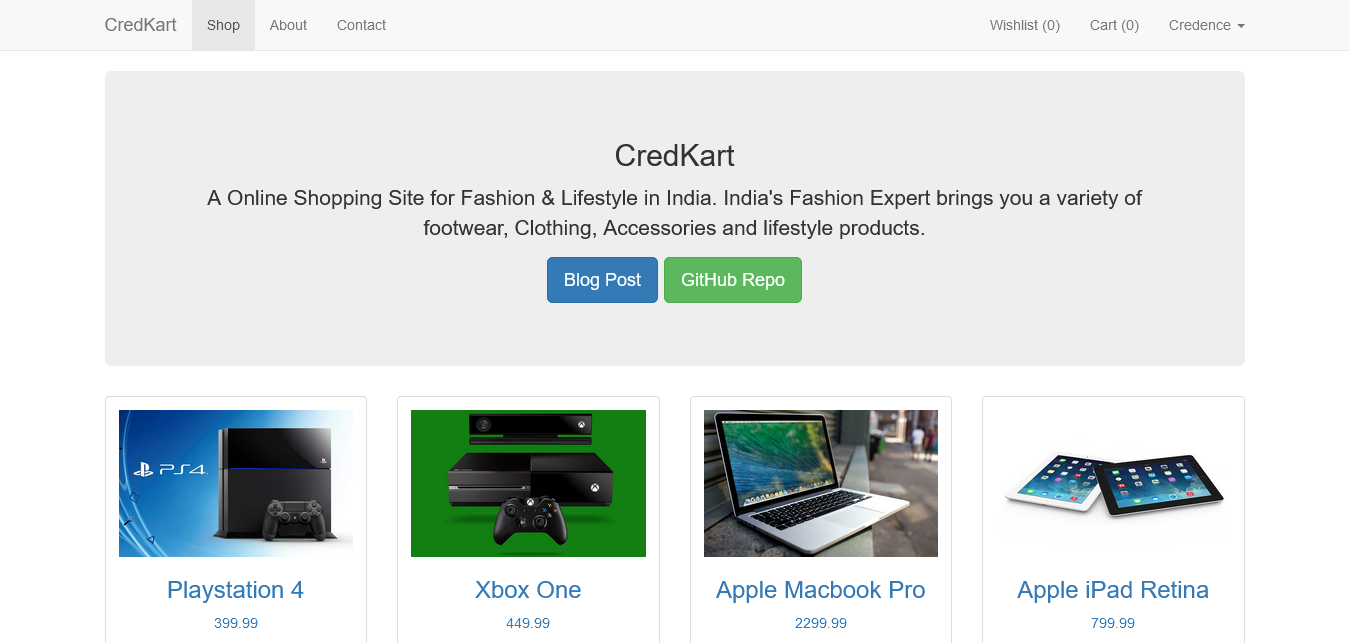 CredKart Shop About Contact Wishlist (0) Cart (0) Credence
CredKart
A Online Shopping Site for Fashion & Lifestyle in India. India's Fashion Expert brings you a variety of
footwear, Clothing, Accessories and lifestyle products.
Blog Post GitHub Repo
PS4
Playstation 4 Xbox One Apple Macbook Pro Apple iPad Retina
399.99 449.99 2299.99 799.99